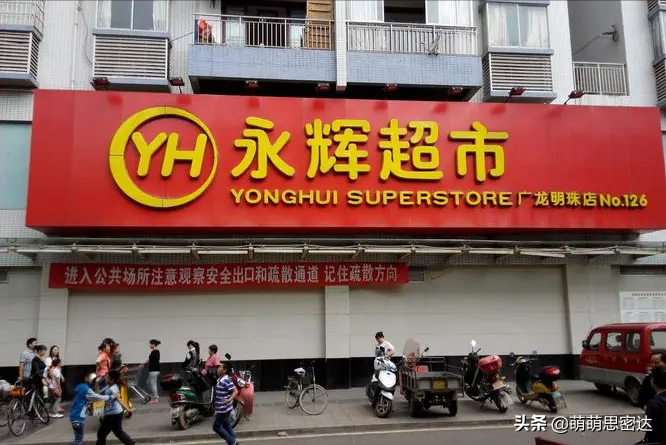 YH 永辉超市
YONGHUI SUPERSTORE 广龙明珠店No.126
进入公共场所注意观察安全出口和疏散通道 记住疏散方向
头条 @萌萌思密达